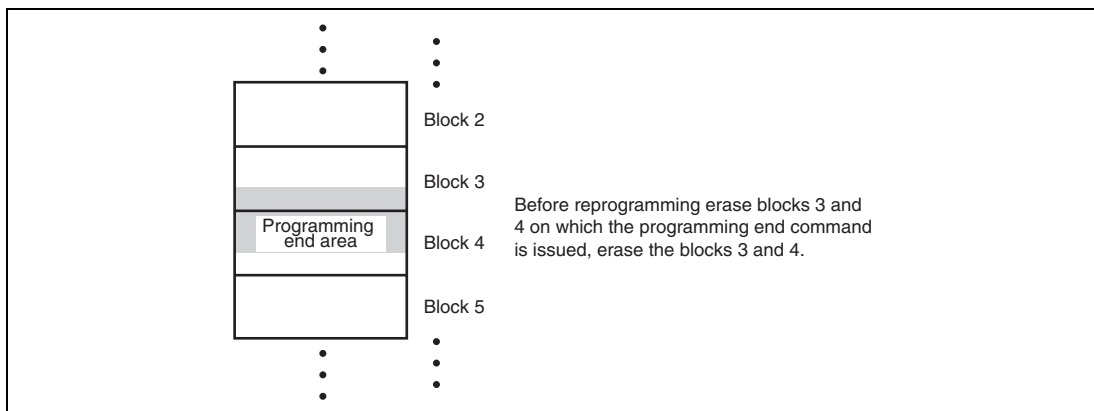 Block 2
Block 3
Programming
end area
Block 4
Block 5
Before reprogramming erase blocks 3 and
4 on which the programming end command
is issued, erase the blocks 3 and 4.